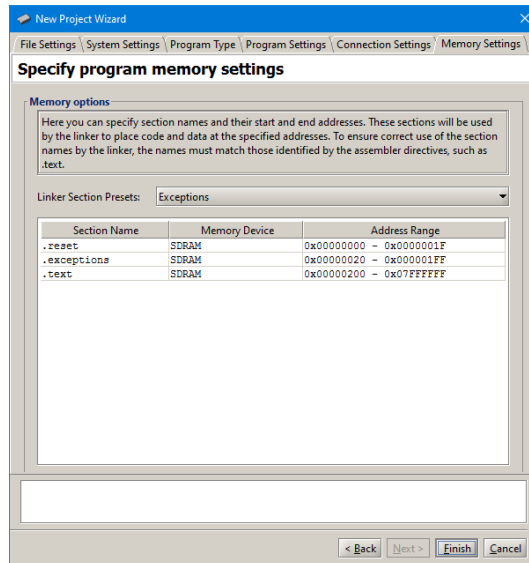 New Project Wizard
File Settings System Settings Program Type Program Settings Connection Settings Memory Settings
Specify program memory settings
Memory options
Here you can specify section names and their start and end addresses. These sections will be used
by the linker to place code and data at the specified addresses. To ensure correct use of the section
names by the linker, the names must match those identified by the assembler directives, such as
.text.
Linker Section Presets: Exceptions
Section Name Memory Device Address Range
.reset SDRAM 0x00000000 - 0x0000001F
.exceptions SDRAM 0x00000020 - 0x000001FF
.text SDRAM 0x00000200 - 0x07FFFFFF
< Back Next > Finish Cancel